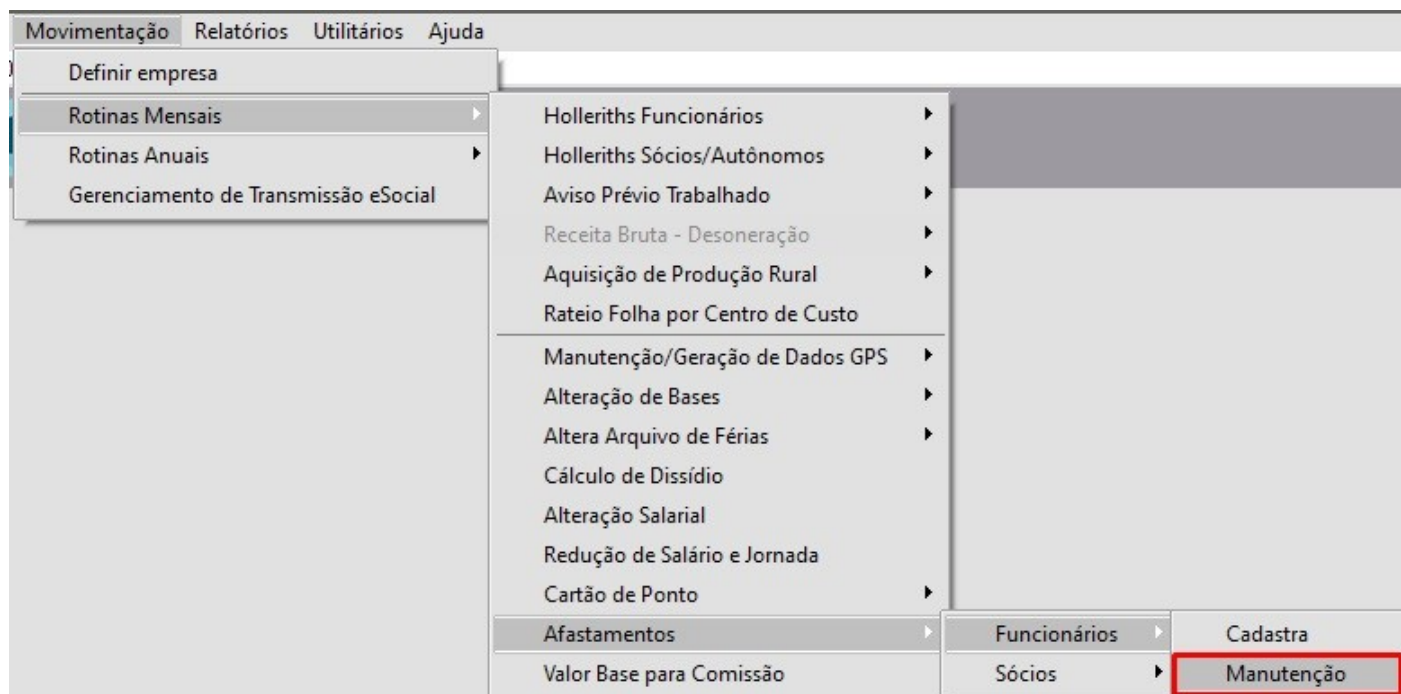 Movimentação Relatórios Utilitários Ajuda
Definir empresa
Rotinas Mensais
Rotinas Anuais
Gerenciamento de Transmissão eSocial
Holleriths Funcionários
Holleriths Sócios/Autônomos
Aviso Prévio Trabalhado
Receita Bruta - Desoneração
Aquisição de Produção Rural
Rateio Folha por Centro de Custo
Manutenção/Geração de Dados GPS
Alteração de Bases
Altera Arquivo de Férias
Cálculo de Dissídio
Alteração Salarial
Redução de Salário e Jornada
Cartão de Ponto
Afastamentos
Valor Base para Comissão
Funcionários
Sócios
Cadastra
Manutenção